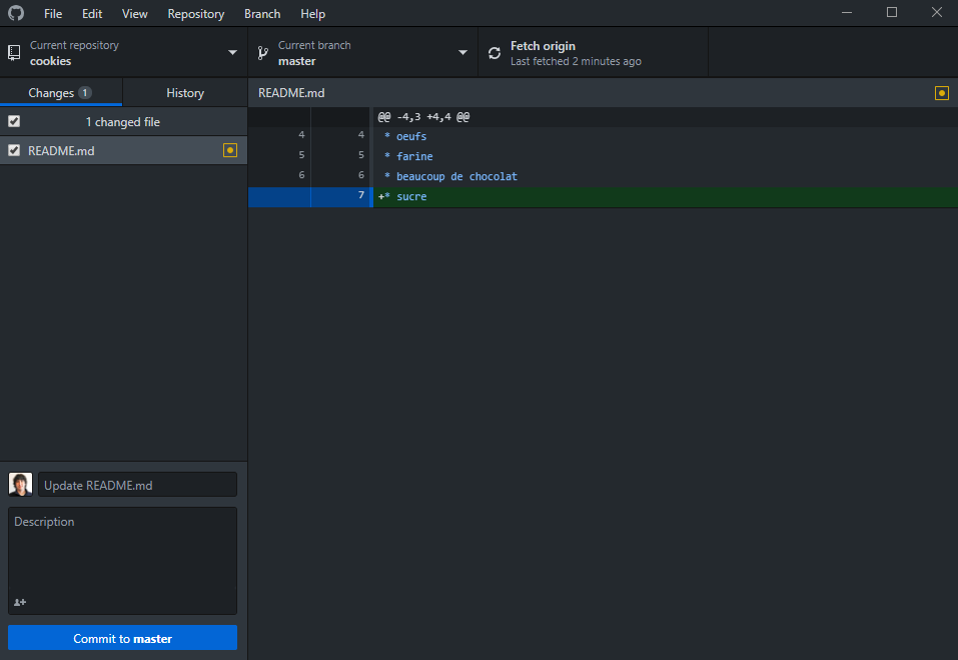 File Edit View Repository Branch Help
Current repository
cookies
Current branch
master
Fetch origin
Last fetched 2 minutes ago
Changes 1
History
1 changed file
README.md
Update README.md
Description
Commit to master
README.md
@@ -4,3 +4,4 @@
4 4 * oeufs
5 5 * farine
6 6 * beaucoup de chocolat
7 +* sucre